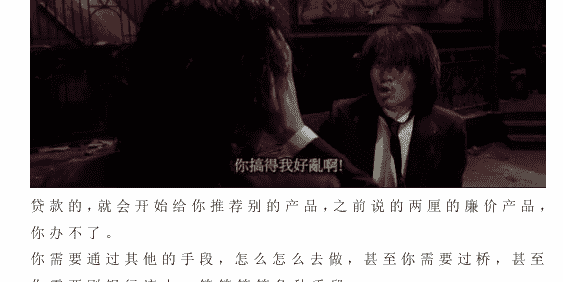 你搞得我好亂啊!
贷款的,就会开始给你推荐别的产品,之前说的两厘的廉价产品,
你办不了。
你需要通过其他的手段，怎么怎么去做，甚至你需要过桥，甚至